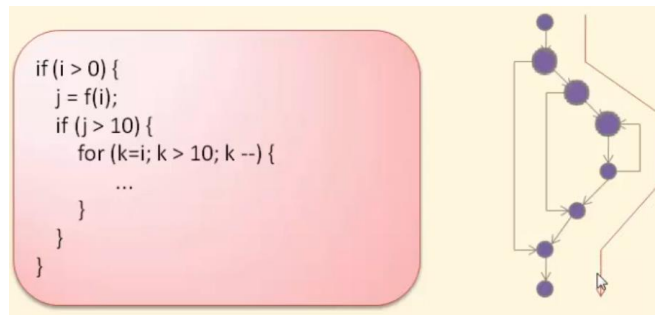 if (i > 0) {
j = f(i);
if (j > 10) {
for (k=i; k > 10; k --) {
...
}
}
}